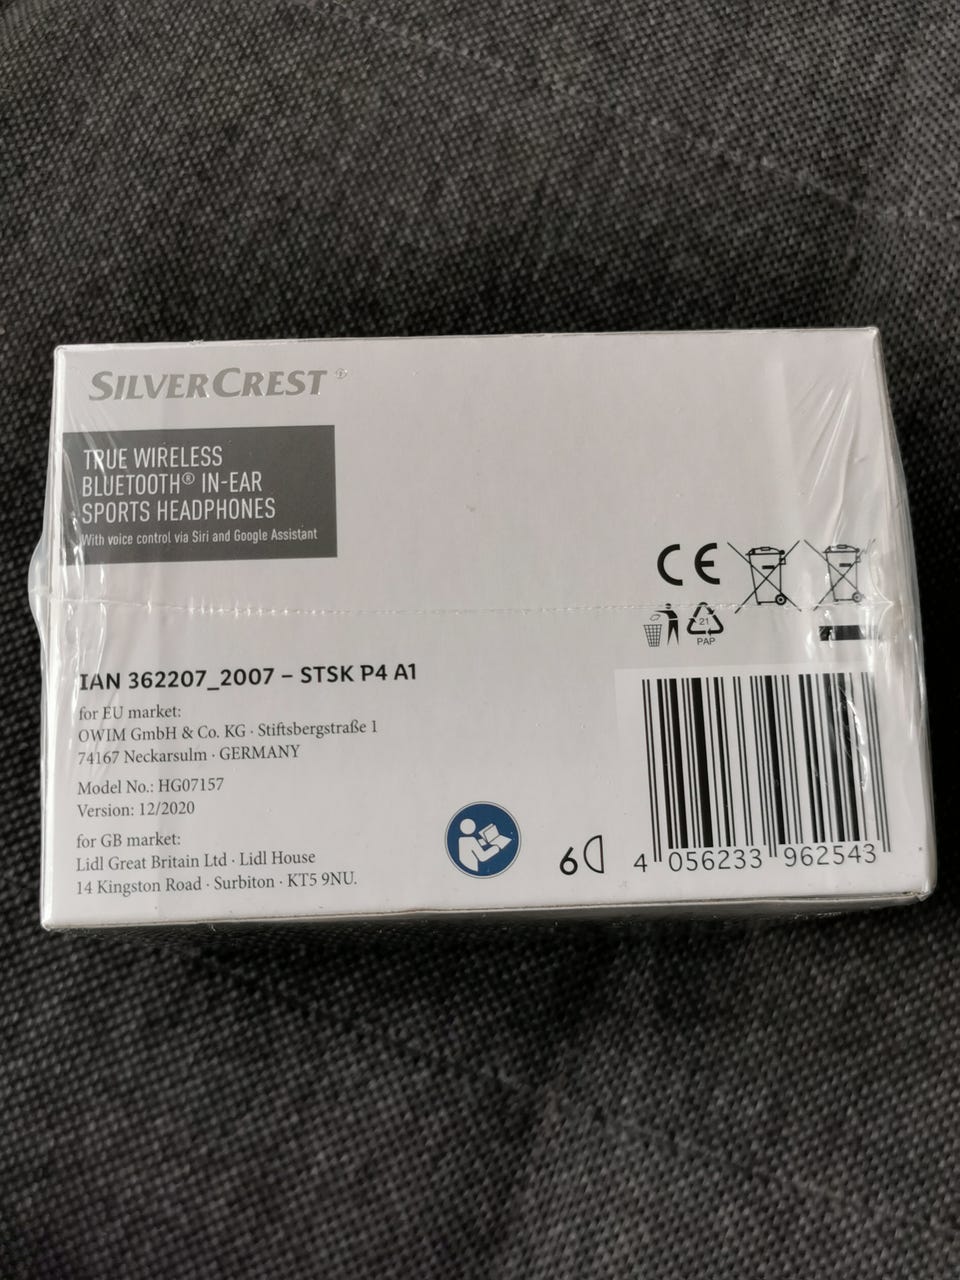 SILVERCREST®
TRUE WIRELESS
BLUETOOTH® IN-EAR
SPORTS HEADPHONES
With voice control via Siri and Google Assistant
CE
21
PAP
IAN 362207_2007 – STSK P4 A1
for EU market:
OWIM GmbH & Co. KG · Stiftsbergstraße 1
74167 Neckarsulm · GERMANY
Model No.: HG07157
Version: 12/2020
for GB market:
Lidl Great Britain Ltd · Lidl House
14 Kingston Road · Surbiton · KT5 9NU.
6
4 056233 962543